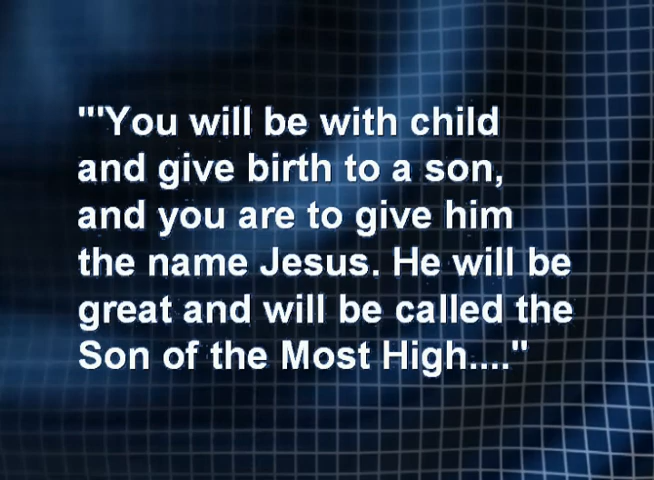 "'You will be with child
and give birth to a son,
and you are to give him
the name Jesus. He will be
great and will be called the
Son of the Most High...."